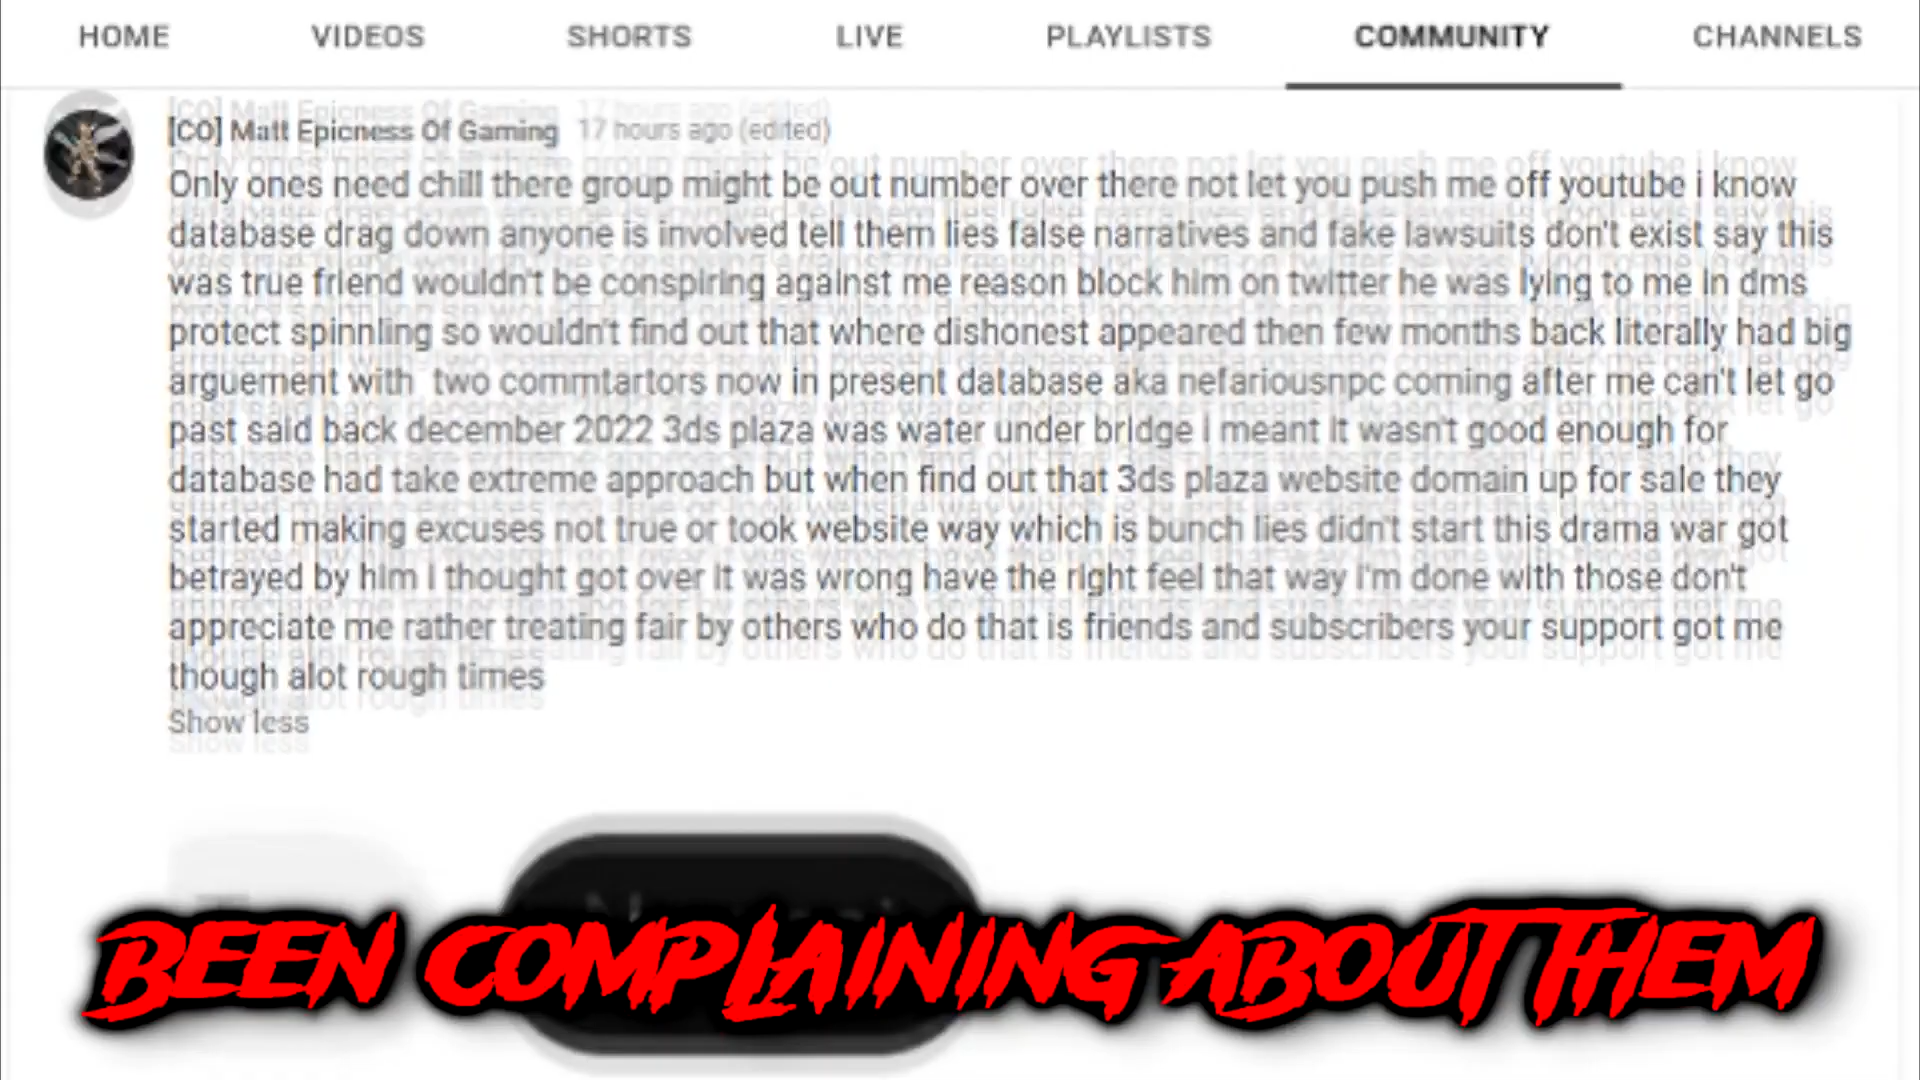 HOME VIDEOS SHORTS LIVE PLAYLISTS COMMUNITY CHANNELS
[CO] Matt Epicness Of Gaming 17 hours ago (edited)
Only ones need chill there group might be out number over there not let you push me off youtube i know
database drag down anyone is involved tell them lies false narratives and fake lawsuits don't exist say this
was true friend wouldn't be conspiring against me reason block him on twitter he was lying to me in dms
protect spinnling so wouldn't find out that where dishonest appeared then few months back literally had big
arguement with two commtartors now in present database aka nefariousnpc coming after me can't let go
past said back december 2022 3ds plaza was water under bridge i meant it wasn't good enough for
database had take extreme approach but when find out that 3ds plaza website domain up for sale they
started making excuses not true or took website way which is bunch lies didn't start this drama war got
betrayed by him i thought got over it was wrong have the right feel that way i'm done with those don't
appreciate me rather treating fair by others who do that is friends and subscribers your support got me
though alot rough times
Show less
BEEN COMPLAINING ABOUT THEM